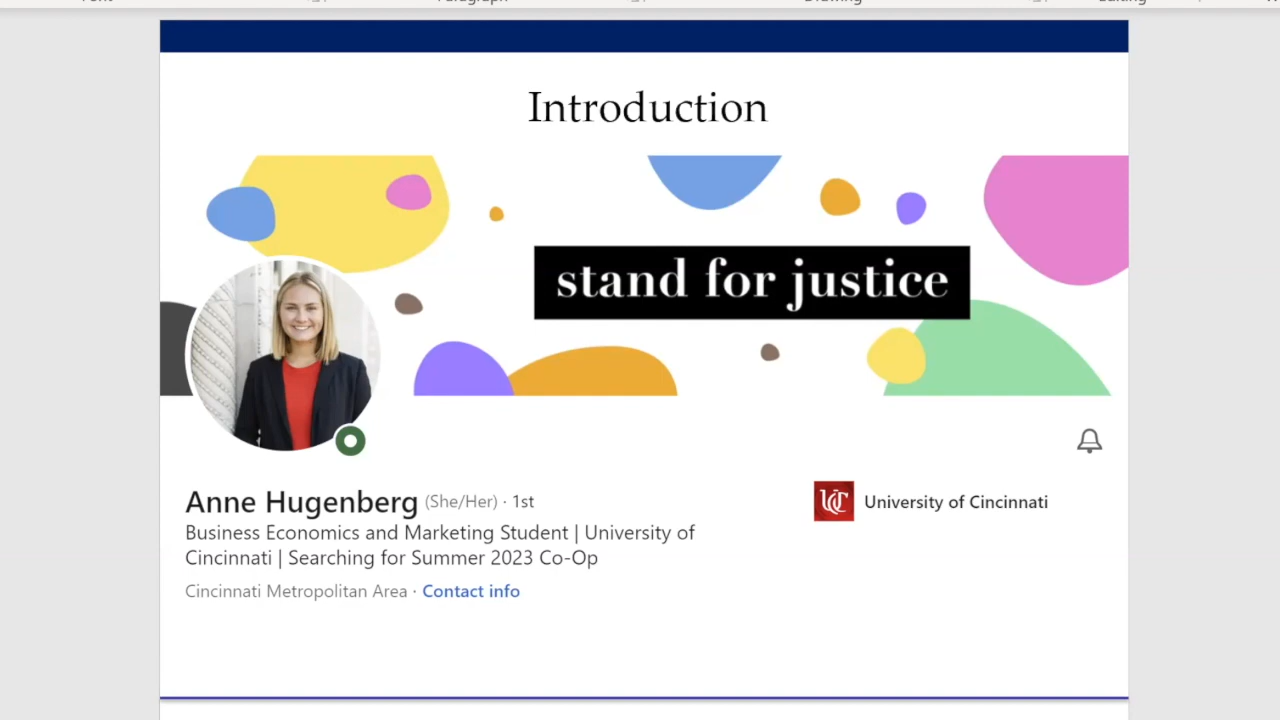 Introduction
stand for justice
Anne Hugenberg (She/Her) · 1st
University of Cincinnati
Business Economics and Marketing Student | University of
Cincinnati | Searching for Summer 2023 Co-Op
Cincinnati Metropolitan Area · Contact info